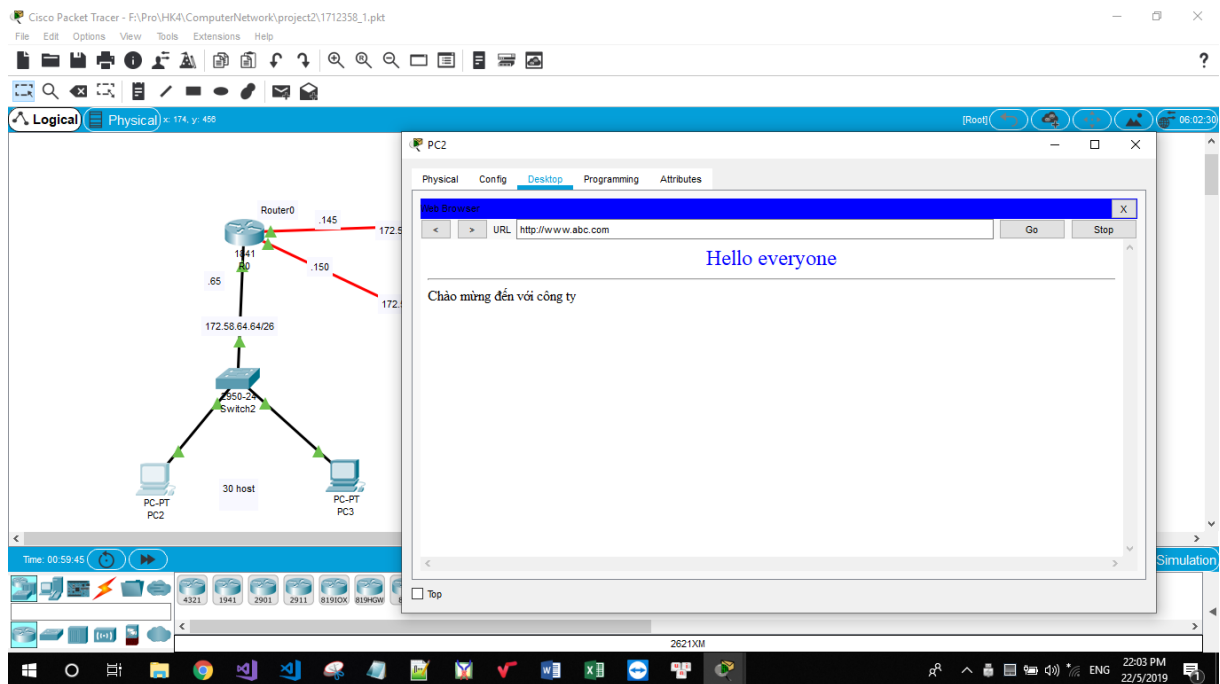 Cisco Packet Tracer - F:\Pro\HK4\ComputerNetwork\project2\1712358_1.pkt
File Edit Options View Tools Extensions Help
?
Logical Physical x: 174, y: 456 [Root] 06:02:30
PC2
Physical Config Desktop Programming Attributes
Web Browser X
< > URL http://www.abc.com Go Stop
Hello everyone
Chào mừng đến với công ty
Router0
.145
172.5
1841
R0
.150
.65
172.
172.58.64.64/26
2950-24
Switch2
30 host
PC-PT
PC2
PC-PT
PC3
Time: 00:59:45 Simulation
4321 1941 2901 2911 819IOX 819HGW
Top
2621XM
ENG 22:03 PM
22/5/2019
1